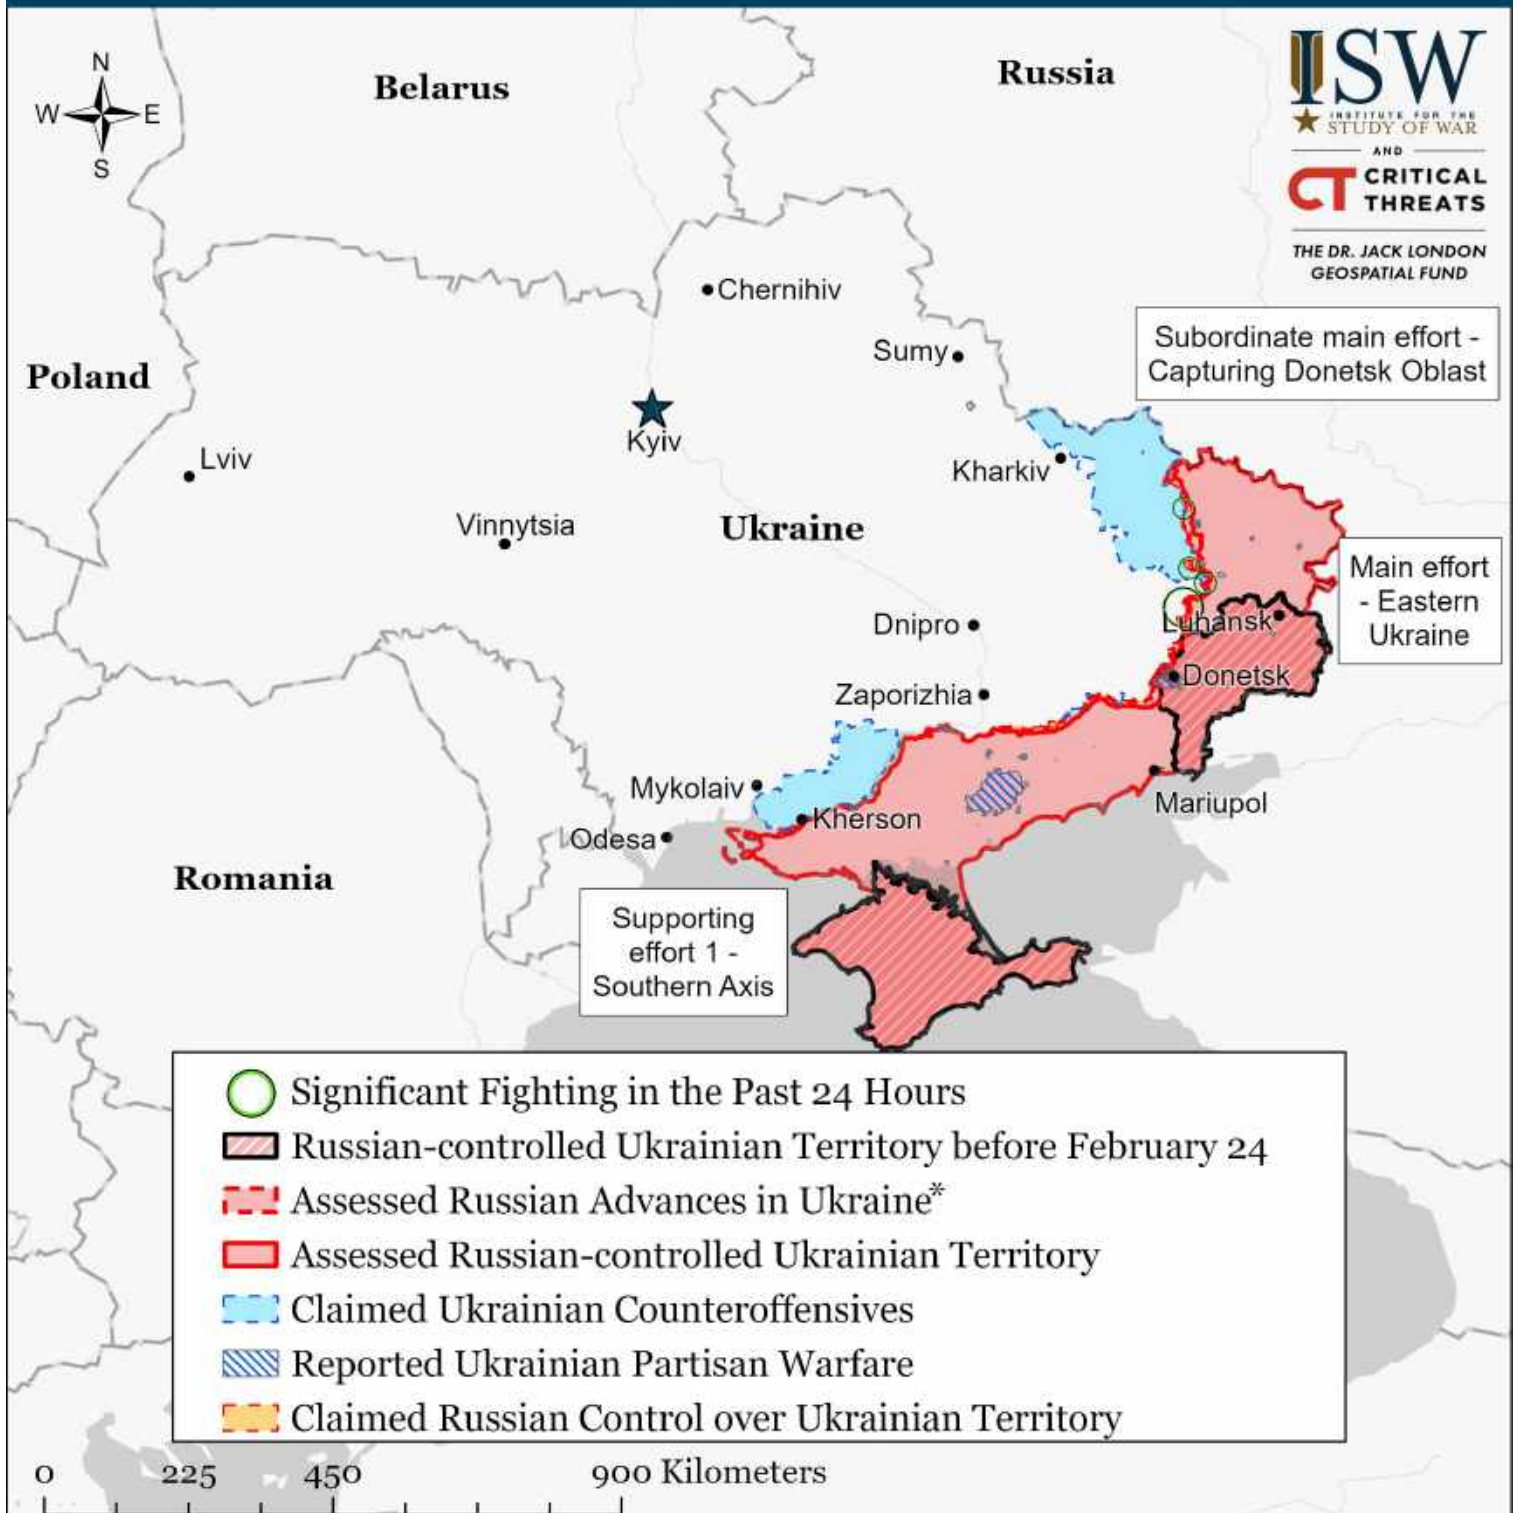 N
W
E
S
Belarus
Russia
ISW
INSTITUTE FOR THE
STUDY OF WAR
AND
CT CRITICAL
THREATS
THE DR. JACK LONDON
GEOSPATIAL FUND
Chernihiv
Subordinate main effort -
Capturing Donetsk Oblast
Sumy
Poland
Kyiv
Lviv
Kharkiv
Vinnytsia
Ukraine
Main effort
- Eastern
Ukraine
Dnipro
Luhansk
Donetsk
Zaporizhia
Mykolaiv
Mariupol
Kherson
Odesa
Romania
Supporting
effort 1 -
Southern Axis
Significant Fighting in the Past 24 Hours
Russian-controlled Ukrainian Territory before February 24
Assessed Russian Advances in Ukraine*
Assessed Russian-controlled Ukrainian Territory
Claimed Ukrainian Counteroffensives
Reported Ukrainian Partisan Warfare
Claimed Russian Control over Ukrainian Territory
0 225 450 900 Kilometers